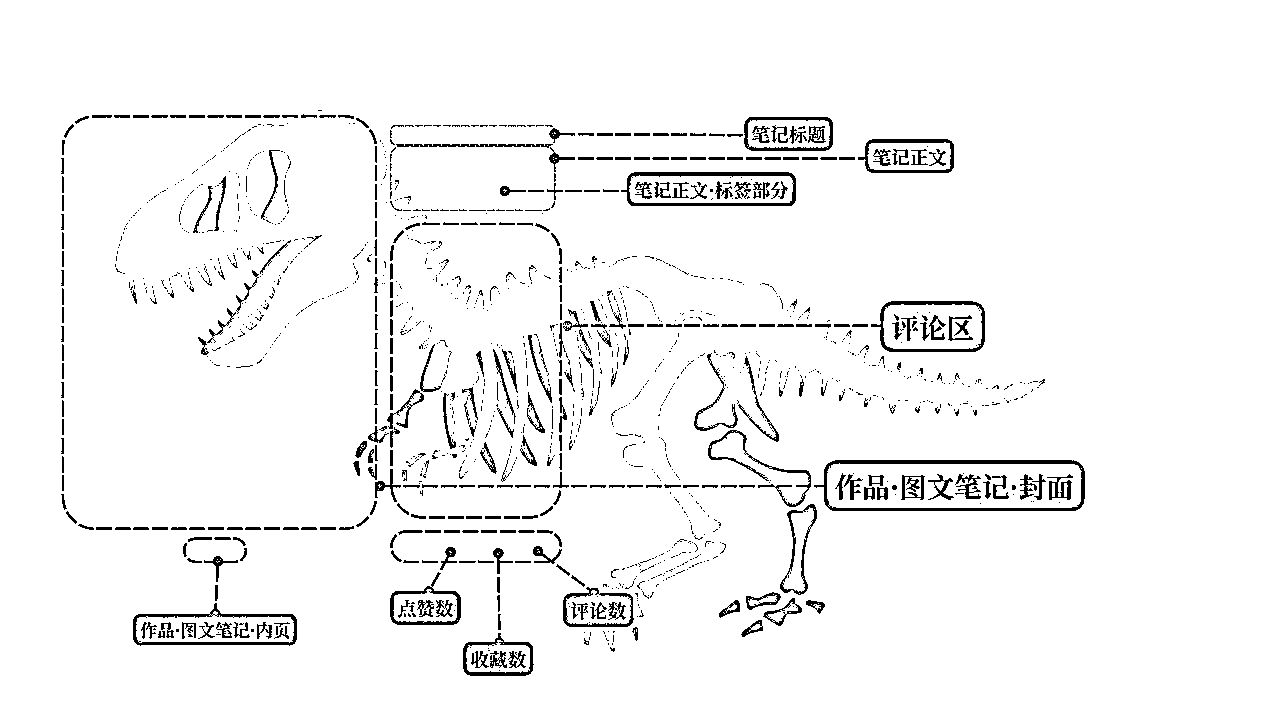 笔记标题
笔记正文
笔记正文·标签部分
评论区
作品·图文笔记·封面
点赞数
评论数
作品·图文笔记·内页
收藏数